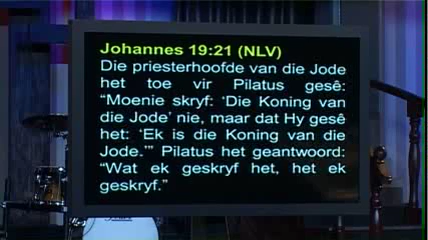 Johannes 19:21 (NLV)
Die priesterhoofde van die Jode
het toe vir Pilatus gesê:
“Moenie skryf: ‘Die Koning van
die Jode’ nie, maar dat Hy gesê
het: ‘Ek is die Koning van die
Jode.’” Pilatus het geantwoord:
“Wat ek geskryf het, het ek
geskryf.”